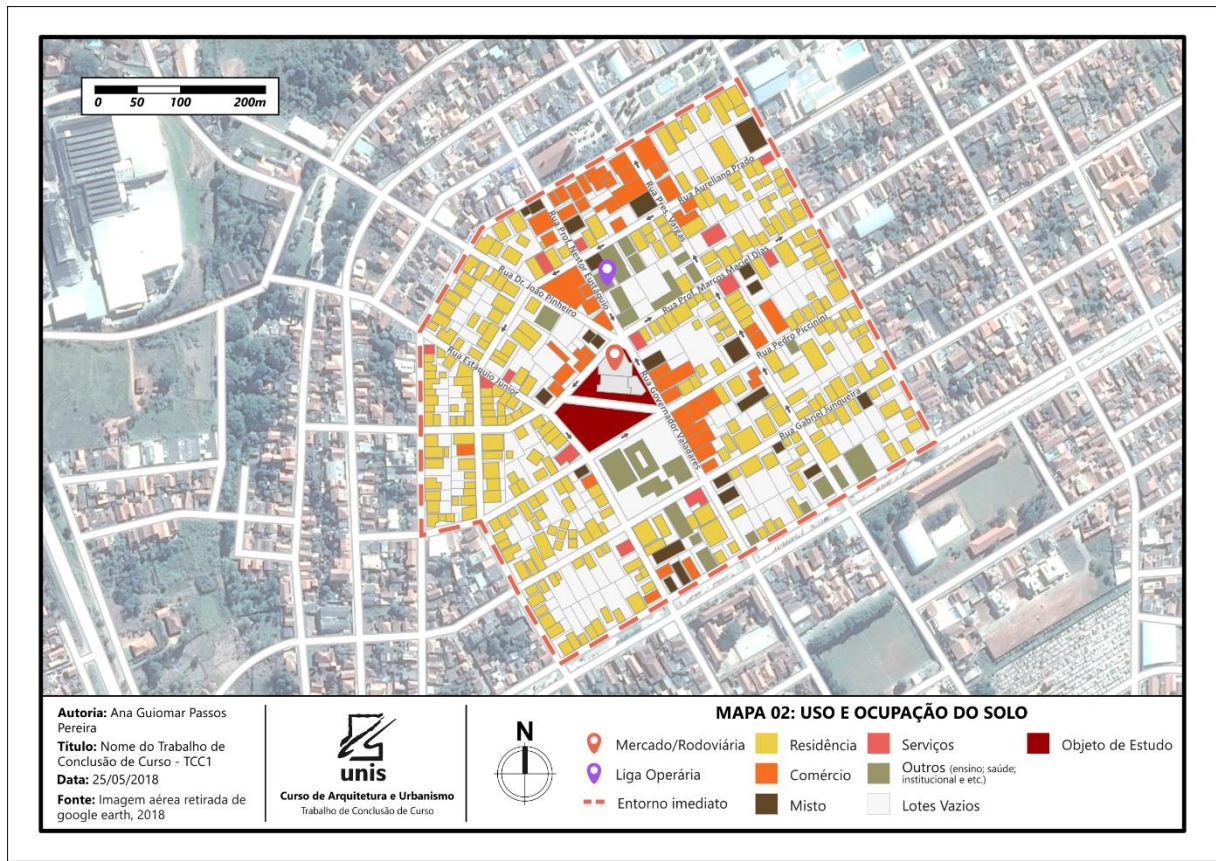 0 50 100 200m
Rua Aureliano Prado
Rua Pres. Vargas
Rua Prof. Nestor Eustáquio
Rua Prof. Marcos Maciel Dias
Rua Dr. João Pinheiro
Rua Pedro Piccinini
Rua Estáquio Junior
Rua Governador Valadares
Rua Gabriel Junqueira
Autoria: Ana Guiomar Passos
Pereira
Título: Nome do Trabalho de
Conclusão de Curso - TCC1
Data: 25/05/2018
Fonte: Imagem aérea retirada de
google earth, 2018
unis
Curso de Arquitetura e Urbanismo
Trabalho de Conclusão de Curso
N
MAPA 02: USO E OCUPAÇÃO DO SOLO
Mercado/Rodoviária
Liga Operária
Entorno imediato
Residência
Comércio
Misto
Serviços
Outros (ensino; saúde;
institucional e etc.)
Lotes Vazios
Objeto de Estudo